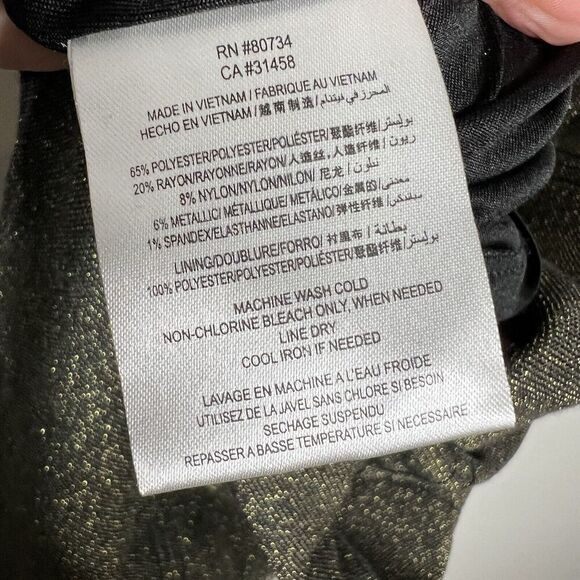 RN #80734
CA #31458
MADE IN VIETNAM / FABRIQUE AU VIETNAM
HECHO EN VIETNAM / 越南制造 / المحرز في فيتنام
65% POLYESTER/POLYESTER/POLIÉSTER/聚酯纤维/بوليستر
20% RAYON/RAYONNE/RAYON/人造丝, 人造纤维/ريون
8% NYLON/NYLON/NILON/ 尼龙 / نيلون
6% METALLIC/ MÉTALLIQUE/ METÁLICO/ 金属的/ معدني
1% SPANDEX/ELASTHANNE/ELASTANO/ 弹性纤维/ سبندكس
LINING/DOUBLURE/FORRO/ 衬里布 / بطانة
100% POLYESTER/POLYESTER/POLIÉSTER/聚酯纤维/بوليستر
MACHINE WASH COLD
NON-CHLORINE BLEACH ONLY, WHEN NEEDED
LINE DRY
COOL IRON IF NEEDED
LAVAGE EN MACHINE A L'EAU FROIDE
UTILISEZ DE LA JAVEL SANS CHLORE SI BESOIN
SECHAGE SUSPENDU
REPASSER A BASSE TEMPERATURE SI NECESSAIRE